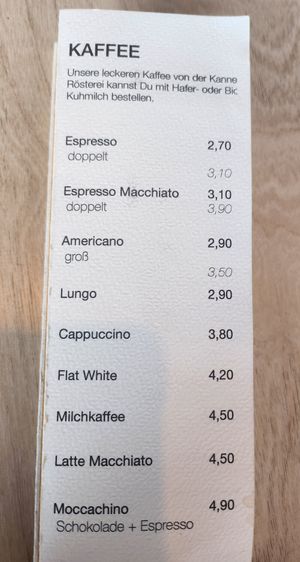 KAFFEE
Unsere leckeren Kaffee von der Kanne
Rösterei kannst Du mit Hafer- oder Bio
Kuhmilch bestellen.
Espresso 2,70
doppelt 3,10
Espresso Macchiato 3,10
doppelt 3,90
Americano 2,90
groß 3,50
Lungo 2,90
Cappuccino 3,80
Flat White 4,20
Milchkaffee 4,50
Latte Macchiato 4,50
Moccachino 4,90
Schokolade + Espresso